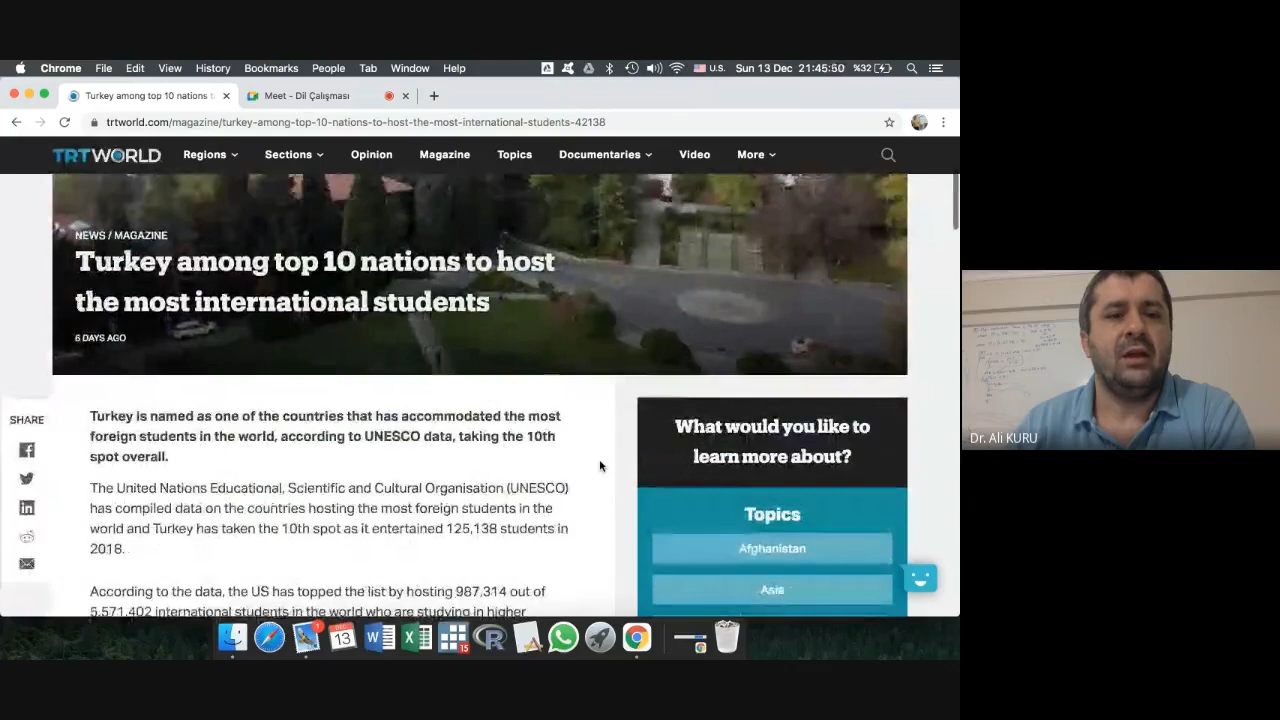 Chrome File Edit View History Bookmarks People Tab Window Help U.S. Sun 13 Dec 21:45:50 %32
Turkey among top 10 nations t
Meet - Dil Çalışması
trtworld.com/magazine/turkey-among-top-10-nations-to-host-the-most-international-students-42138
TRTWORLD Regions Sections Opinion Magazine Topics Documentaries Video More
NEWS / MAGAZINE
Turkey among top 10 nations to host
the most international students
6 DAYS AGO
SHARE
Turkey is named as one of the countries that has accommodated the most
foreign students in the world, according to UNESCO data, taking the 10th
spot overall.
The United Nations Educational, Scientific and Cultural Organisation (UNESCO)
has compiled data on the countries hosting the most foreign students in the
world and Turkey has taken the 10th spot as it entertained 125,138 students in
2018.
According to the data, the US has topped the list by hosting 987,314 out of
5,571,402 international students in the world who are studying in higher
What would you like to
learn more about?
Topics
Afghanistan
Asia
1
DEC
13
W
X
15
R
Dr. Ali KURU